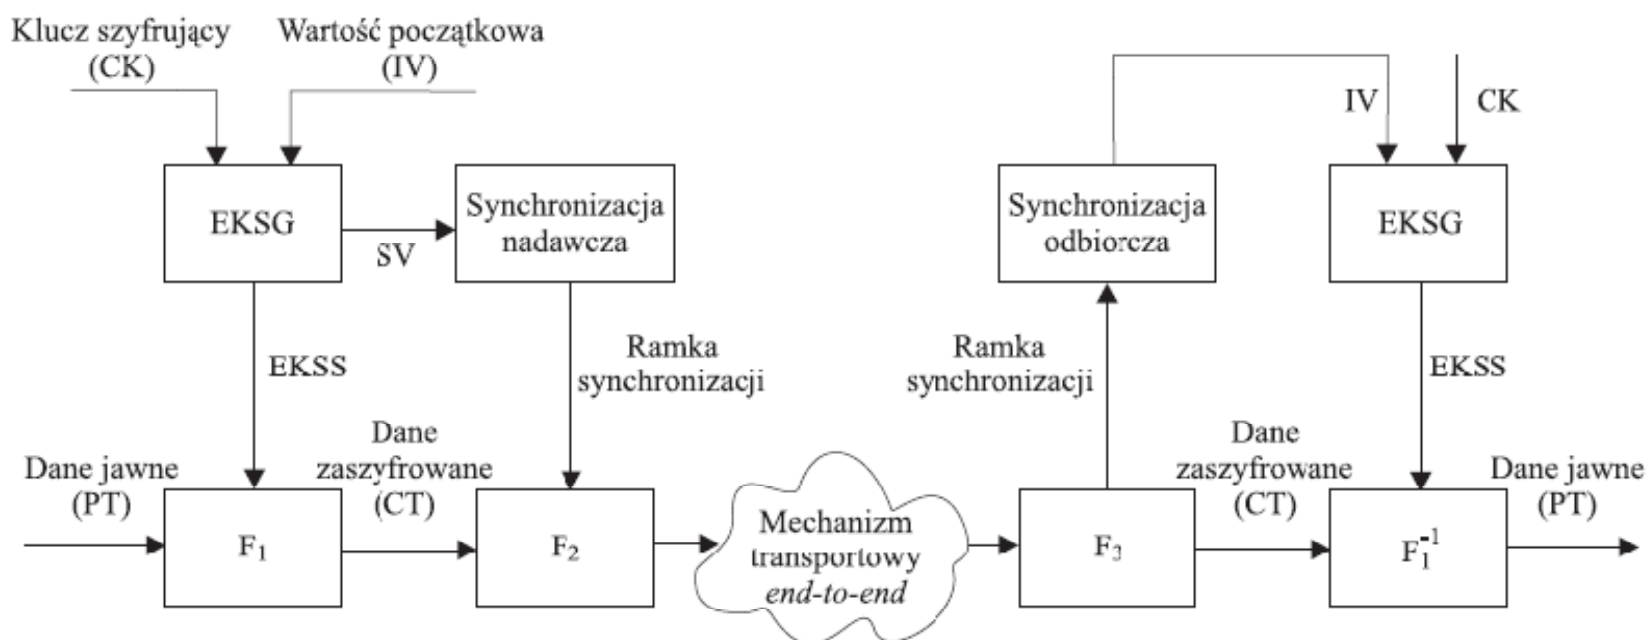 Klucz szyfrujący
(CK)
Wartość początkowa
(IV)
IV
CK
EKSG
SV
Synchronizacja
nadawcza
Synchronizacja
odbiorcza
EKSG
EKSS
Ramka
synchronizacji
Ramka
synchronizacji
EKSS
Dane jawne
(PT)
Dane
zaszyfrowane
(CT)
Dane
zaszyfrowane
(CT)
Dane jawne
(PT)
F₁
F₂
Mechanizm
transportowy
end-to-end
F₃
F₁⁻¹